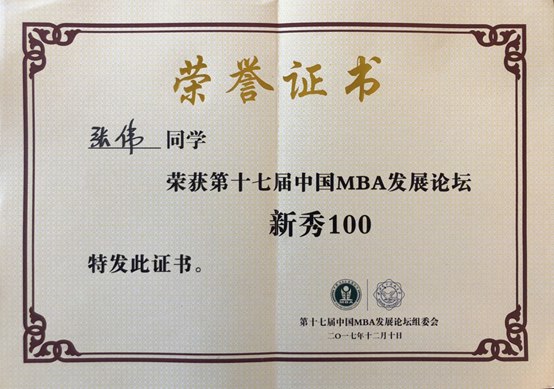 荣誉证书
张伟 同学
荣获第十七届中国MBA发展论坛
新秀100
特发此证书。
第十七届中国MBA发展论坛组委会
二〇一七年十二月十日